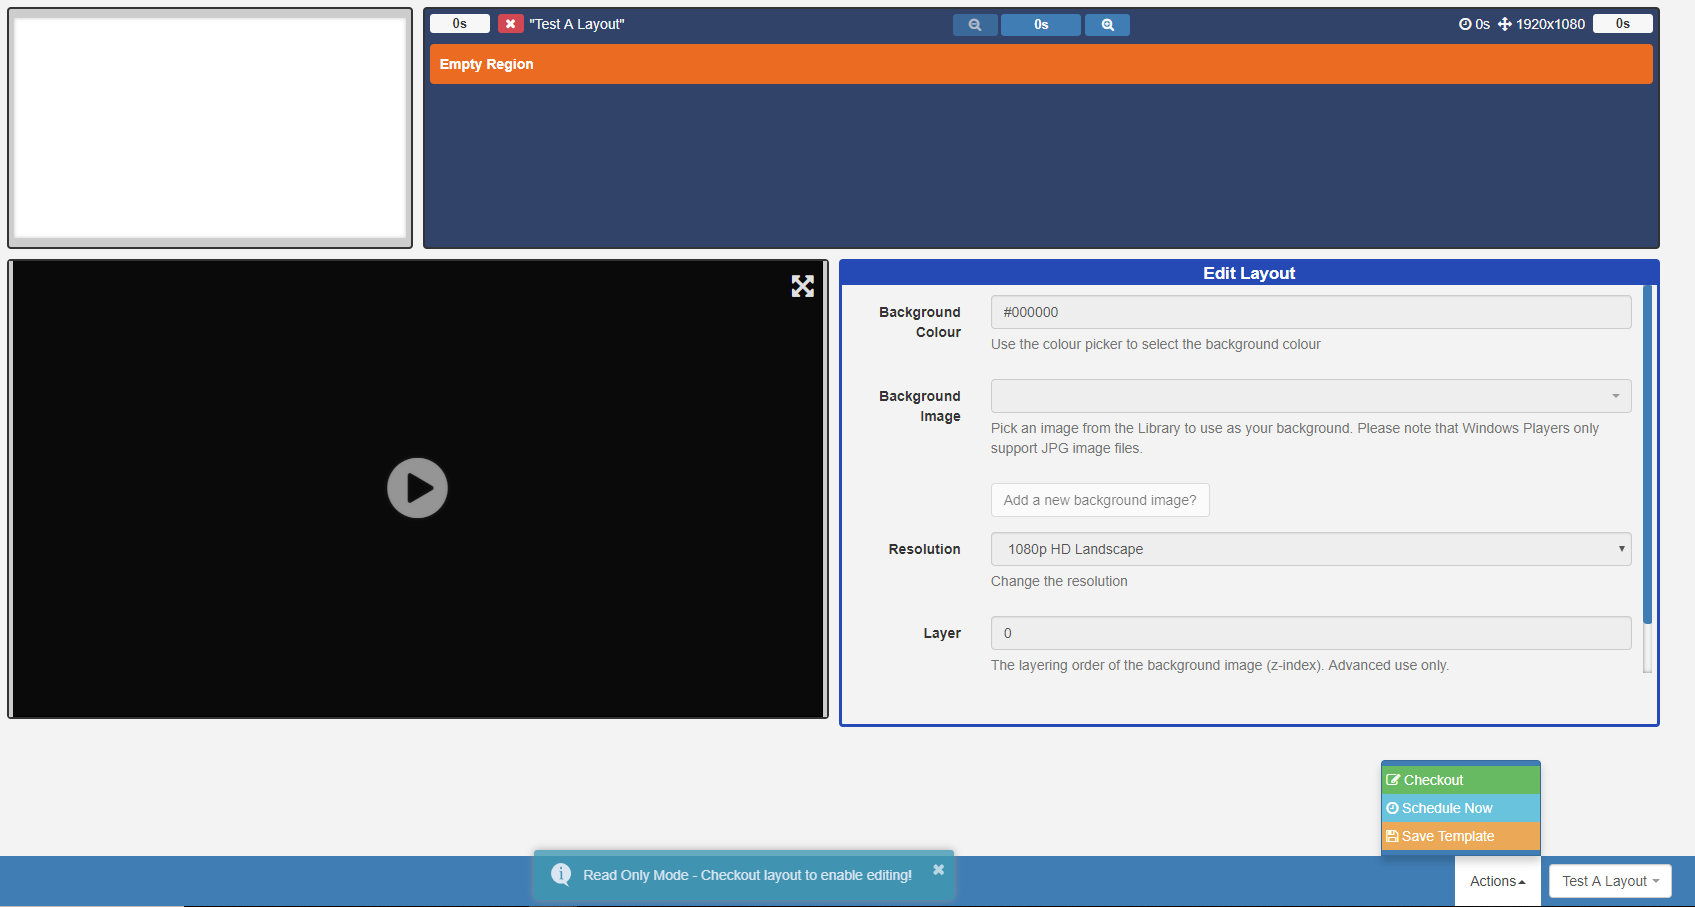 0s
"Test A Layout"
0s
0s 1920x1080 0s
Empty Region
Edit Layout
Background Colour
#000000
Use the colour picker to select the background colour
Background Image
Pick an image from the Library to use as your background. Please note that Windows Players only
support JPG image files.
Add a new background image?
Resolution
1080p HD Landscape
Change the resolution
Layer
0
The layering order of the background image (z-index). Advanced use only.
Checkout
Schedule Now
Save Template
Read Only Mode - Checkout layout to enable editing!
Actions
Test A Layout